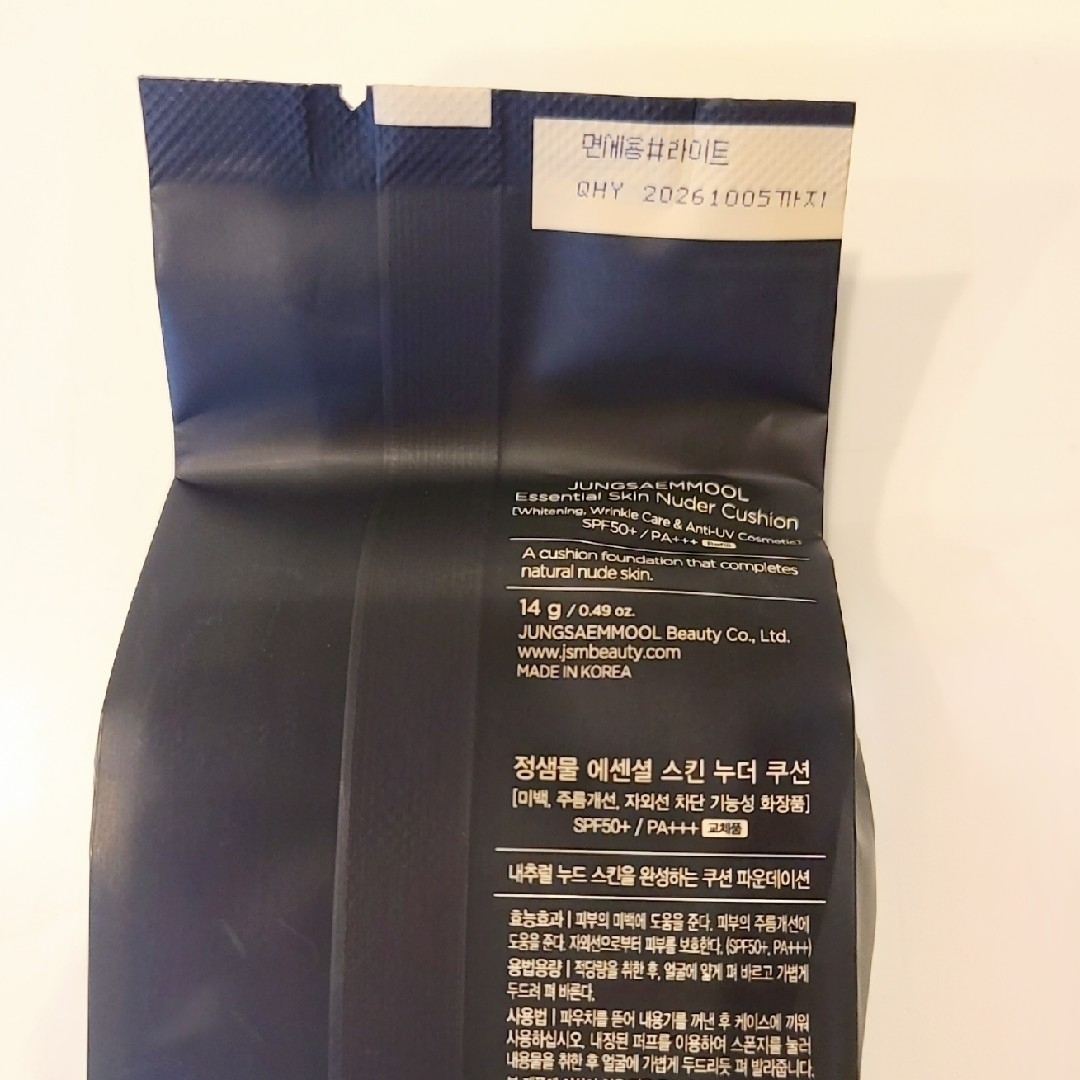 면세용#라이트
QHY 20261005까지
JUNGSAEMMOOL
Essential Skin Nuder Cushion
[Whitening, Wrinkle Care & Anti-UV Cosmetic]
SPF50+ / PA+++
A cushion foundation that completes
natural nude skin.
14 g / 0.49 oz.
JUNGSAEMMOOL Beauty Co., Ltd.
www.jsmbeauty.com
MADE IN KOREA
정샘물 에센셜 스킨 누더 쿠션
[미백, 주름개선, 자외선 차단 기능성 화장품]
SPF50+ / PA+++ 교체품
내추럴 누드 스킨을 완성하는 쿠션 파운데이션
효능효과 | 피부의 미백에 도움을 준다. 피부의 주름개선에
도움을 준다. 자외선으로부터 피부를 보호한다. (SPF50+, PA+++)
용법용량 | 적당량을 취한 후, 얼굴에 얇게 펴 바르고 가볍게
두드려 펴 바른다.
사용법 | 파우치를 뜯어 내용기를 꺼낸 후 케이스에 끼워
사용하십시오. 내장된 퍼프를 이용하여 스폰지를 눌러
내용물을 취한 후 얼굴에 가볍게 두드리듯 펴 발라줍니다.